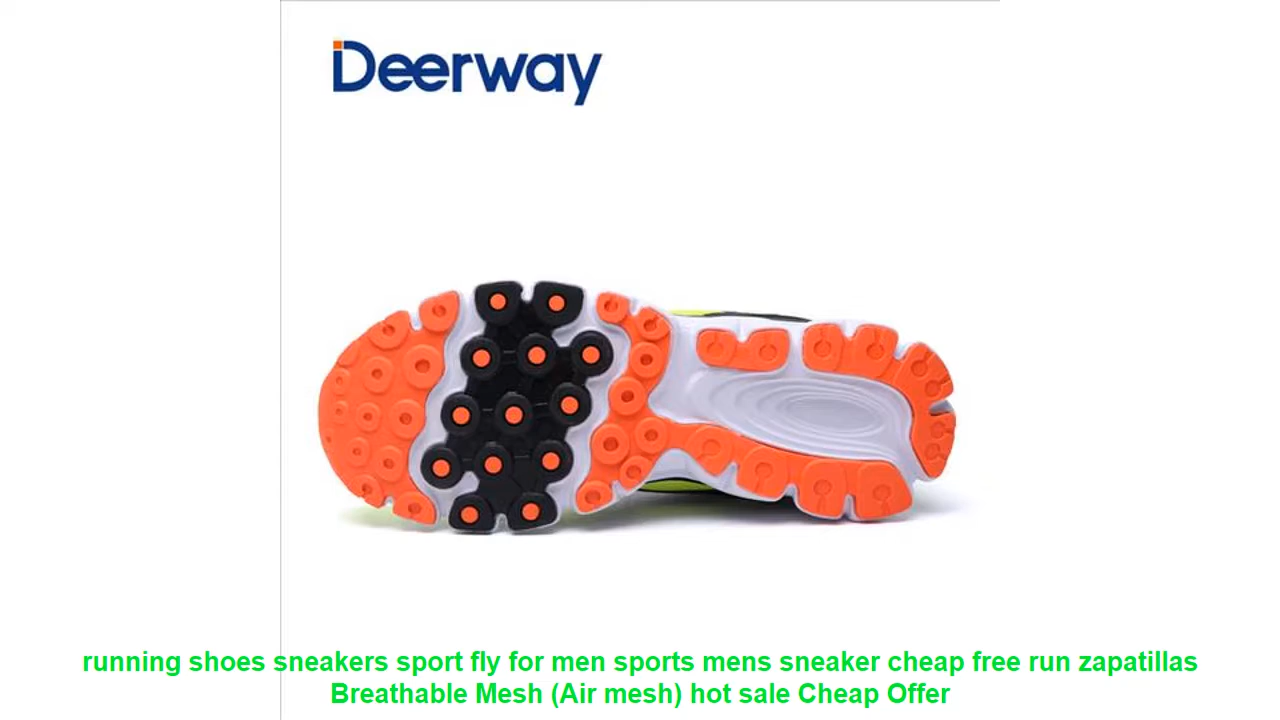 Deerway
running shoes sneakers sport fly for men sports mens sneaker cheap free run zapatillas
Breathable Mesh (Air mesh) hot sale Cheap Offer